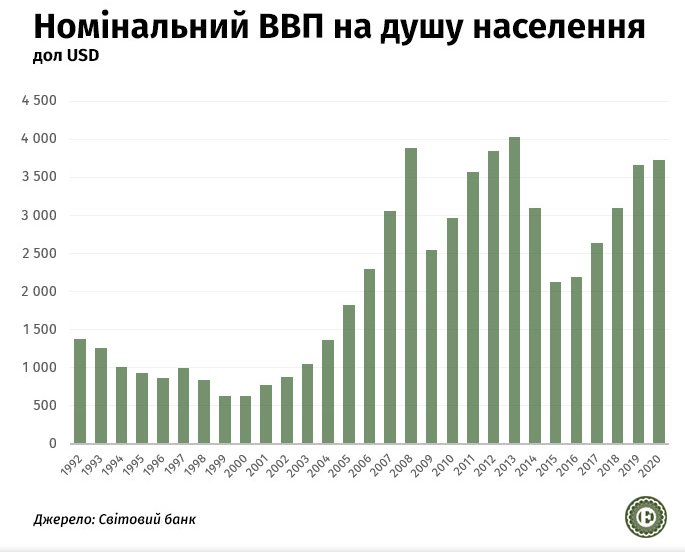 Номінальний ВВП на душу населення
дол USD
4 500
4 000
3 500
3 000
2 500
2 000
1 500
1 000
500
0
1992 1993 1994 1995 1996 1997 1998 1999 2000 2001 2002 2003 2004 2005 2006 2007 2008 2009 2010 2011 2012 2013 2014 2015 2016 2017 2018 2019 2020
Джерело: Світовий банк
E